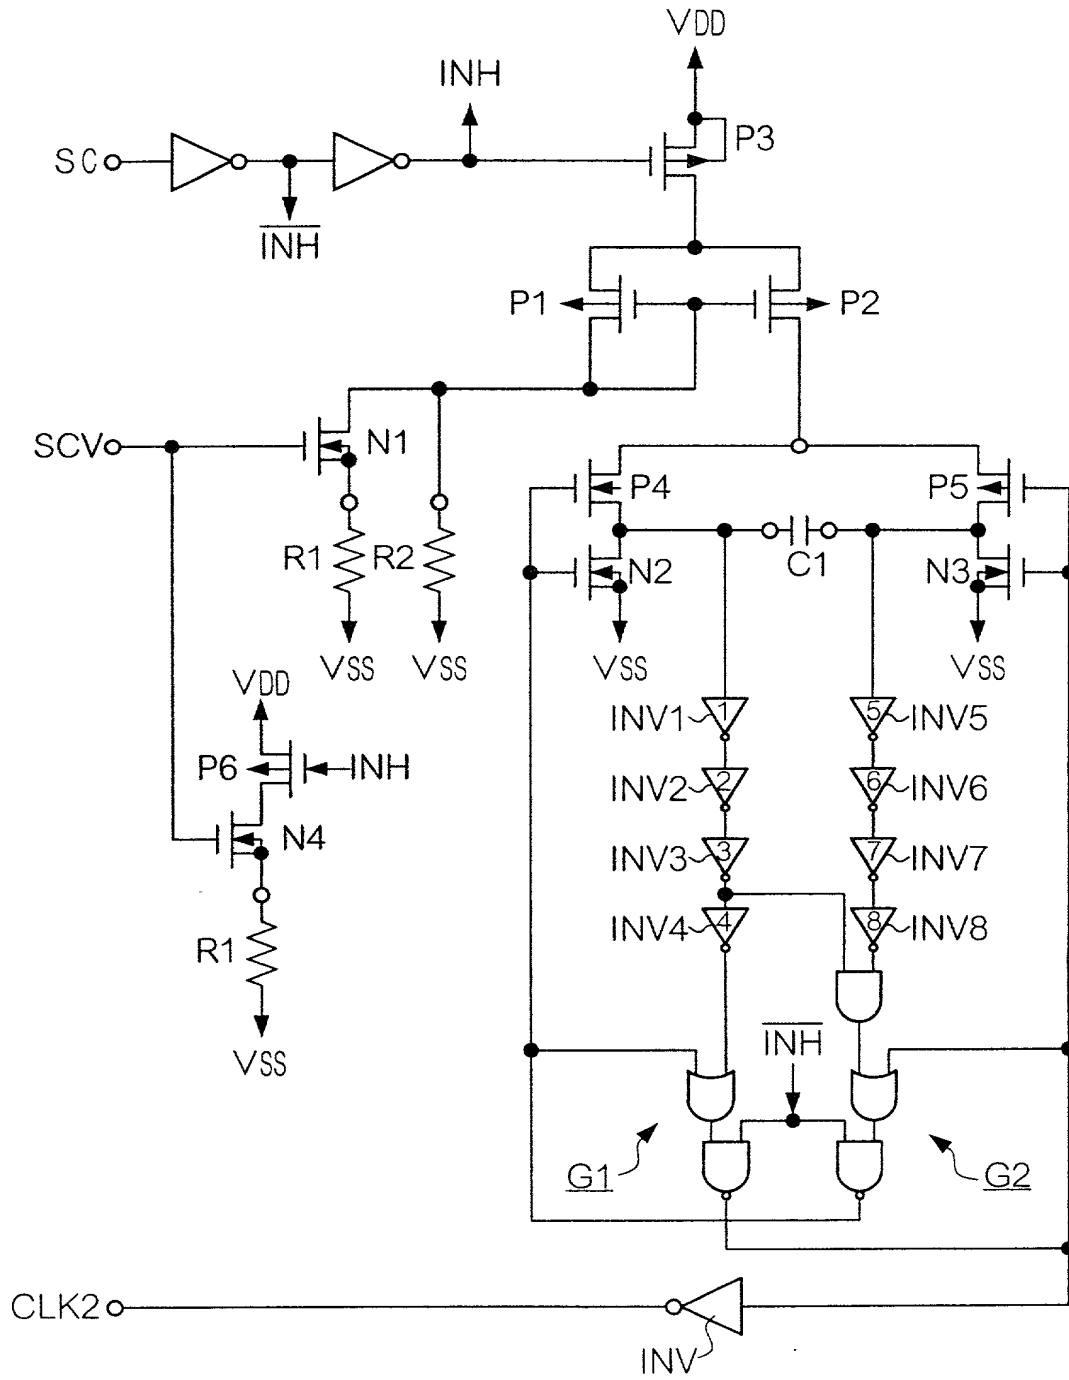 VDD
INH
SC
P3
INH
P1
P2
SCV
N1
P4
P5
R1
R2
N2
C1
N3
VSS
VSS
VSS
VSS
VDD
P6
INH
INV1
1
5
INV5
INV2
2
6
INV6
N4
INV3
3
7
INV7
INV4
4
8
INV8
R1
VSS
INH
G1
G2
CLK2
INV